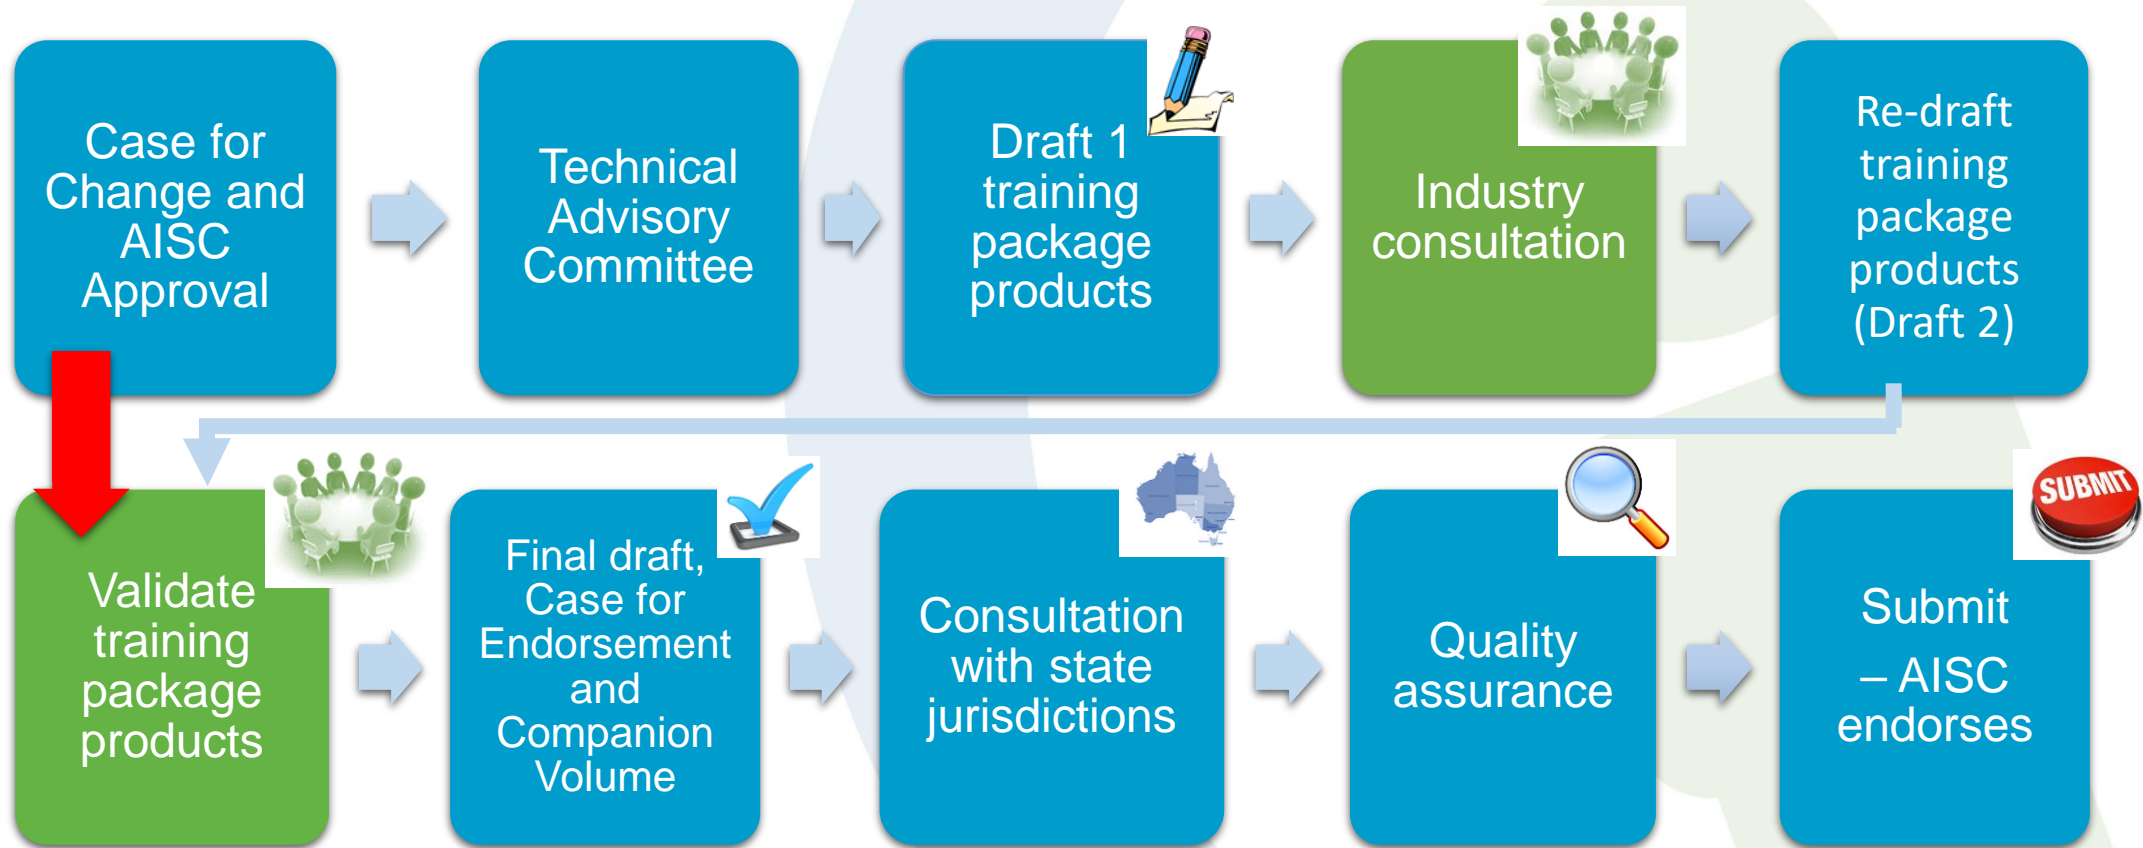 Case for
Change and
AISC
Approval
Technical
Advisory
Committee
Draft 1
training
package
products
Industry
consultation
Re-draft
training
package
products
(Draft 2)
Validate
training
package
products
Final draft,
Case for
Endorsement
and
Companion
Volume
Consultation
with state
jurisdictions
Quality
assurance
Submit
– AISC
endorses
SUBMIT